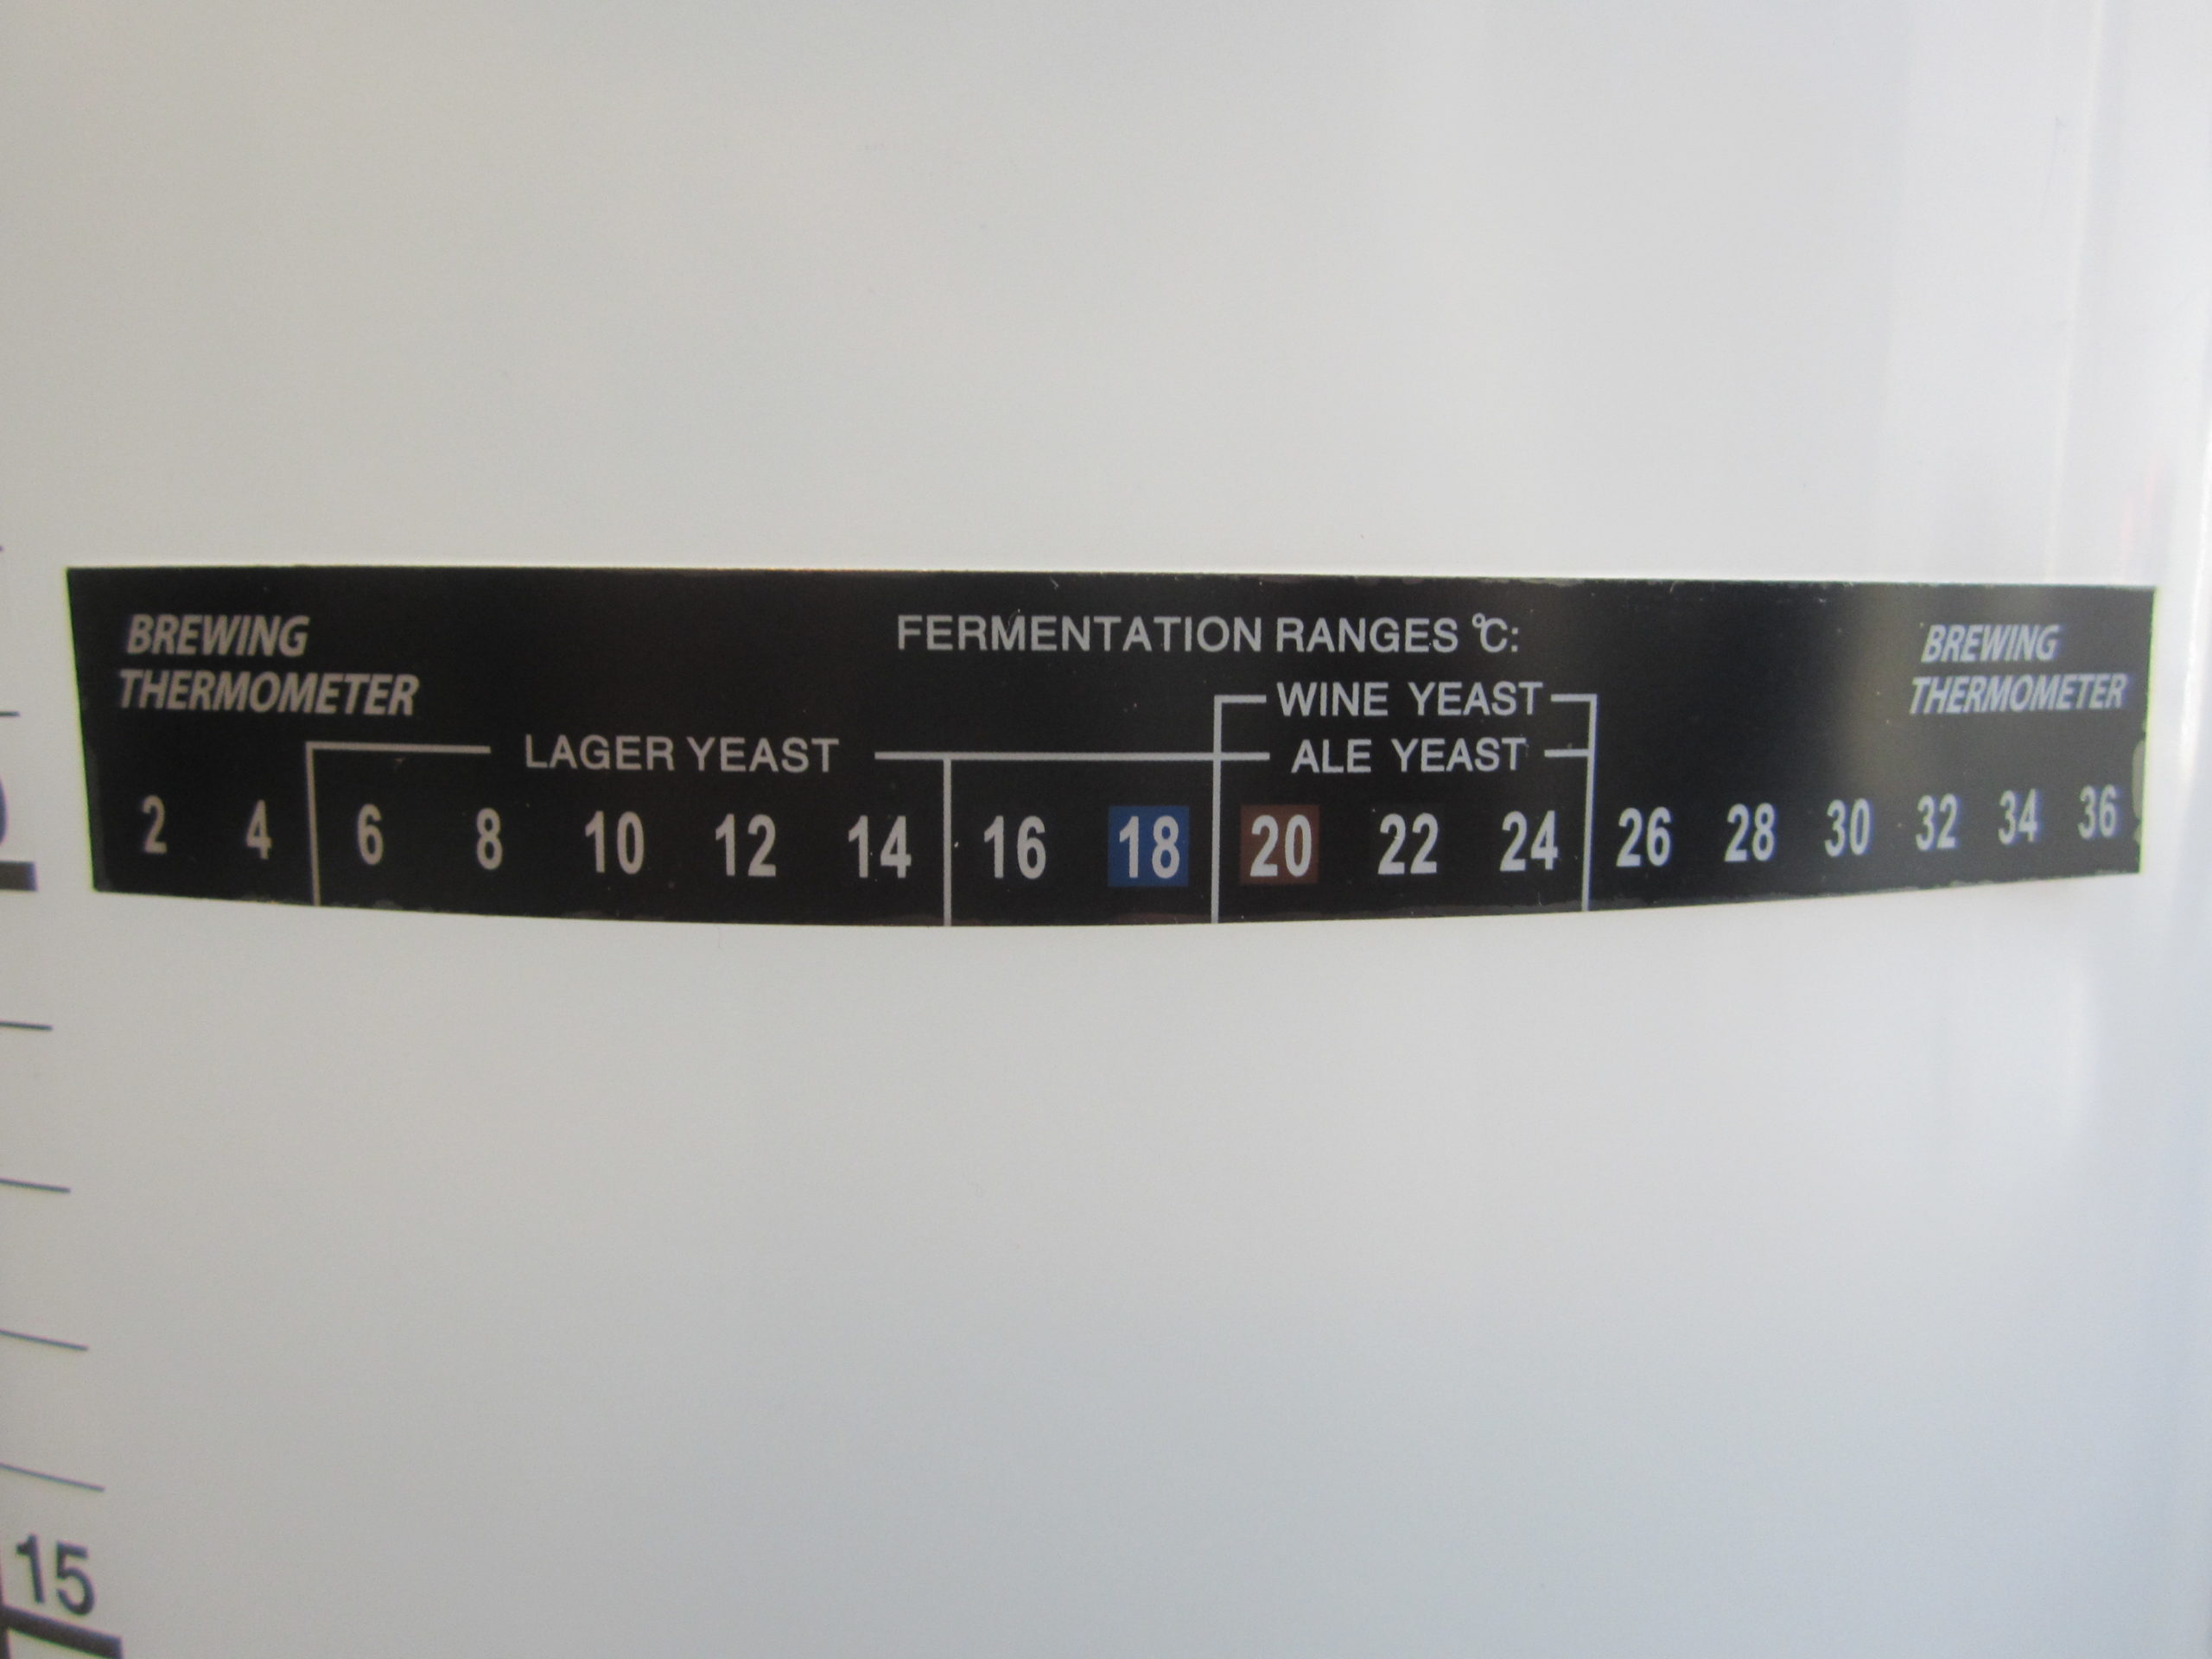 BREWING
THERMOMETER
FERMENTATION RANGES °C:
BREWING
THERMOMETER
WINE YEAST
LAGER YEAST
ALE YEAST
2 4 6 8 10 12 14 16 18 20 22 24 26 28 30 32 34 36
15